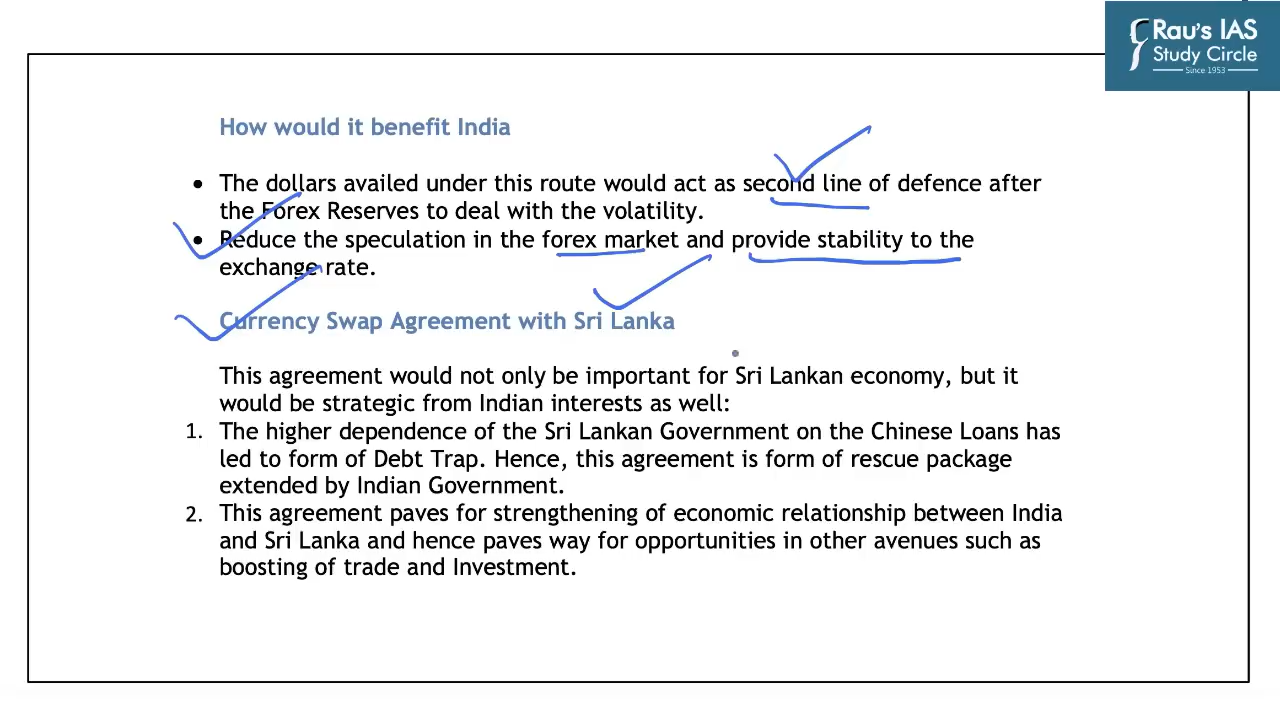 Rau's IAS
Study Circle
Since 1953
How would it benefit India
• The dollars availed under this route would act as second line of defence after
the Forex Reserves to deal with the volatility.
• Reduce the speculation in the forex market and provide stability to the
exchange rate.
Currency Swap Agreement with Sri Lanka
This agreement would not only be important for Sri Lankan economy, but it
would be strategic from Indian interests as well:
1. The higher dependence of the Sri Lankan Government on the Chinese Loans has
led to form of Debt Trap. Hence, this agreement is form of rescue package
extended by Indian Government.
2. This agreement paves for strengthening of economic relationship between India
and Sri Lanka and hence paves way for opportunities in other avenues such as
boosting of trade and Investment.